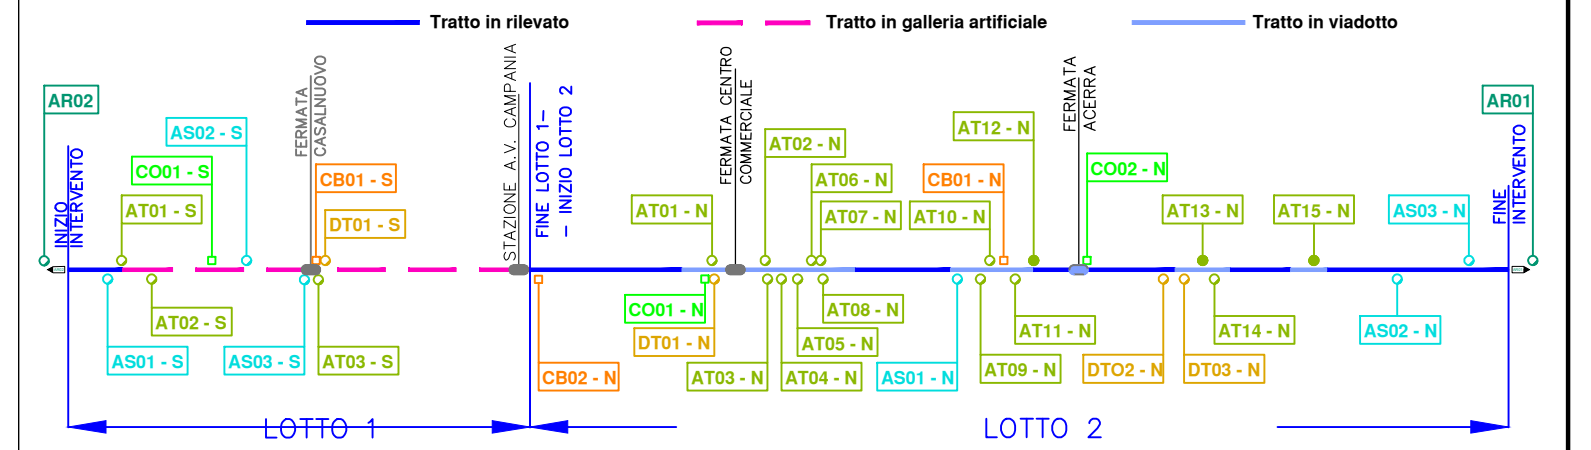 Tratto in rilevato
Tratto in galleria artificiale
Tratto in viadotto
AR02
INIZIO
INTERVENTO
AS02 - S
CO01 - S
AT01 - S
FERMATA
CASALNUOVO
CB01 - S
DT01 - S
STAZIONE A.V. CAMPANIA
FINE LOTTO 1-
- INIZIO LOTTO 2
FERMATA CENTRO
COMMERCIALE
AT01 - N
AT02 - N
AT06 - N
AT07 - N
AT12 - N
CB01 - N
AT10 - N
FERMATA
ACERRA
CO02 - N
AT13 - N
AT15 - N
AS03 - N
AR01
FINE
INTERVENTO
AT02 - S
AS01 - S
AS03 - S
AT03 - S
CB02 - N
CO01 - N
DT01 - N
AT03 - N
AT04 - N
AT05 - N
AT08 - N
AS01 - N
AT09 - N
AT11 - N
DTO2 - N
DT03 - N
AT14 - N
AS02 - N
LOTTO 1
LOTTO 2